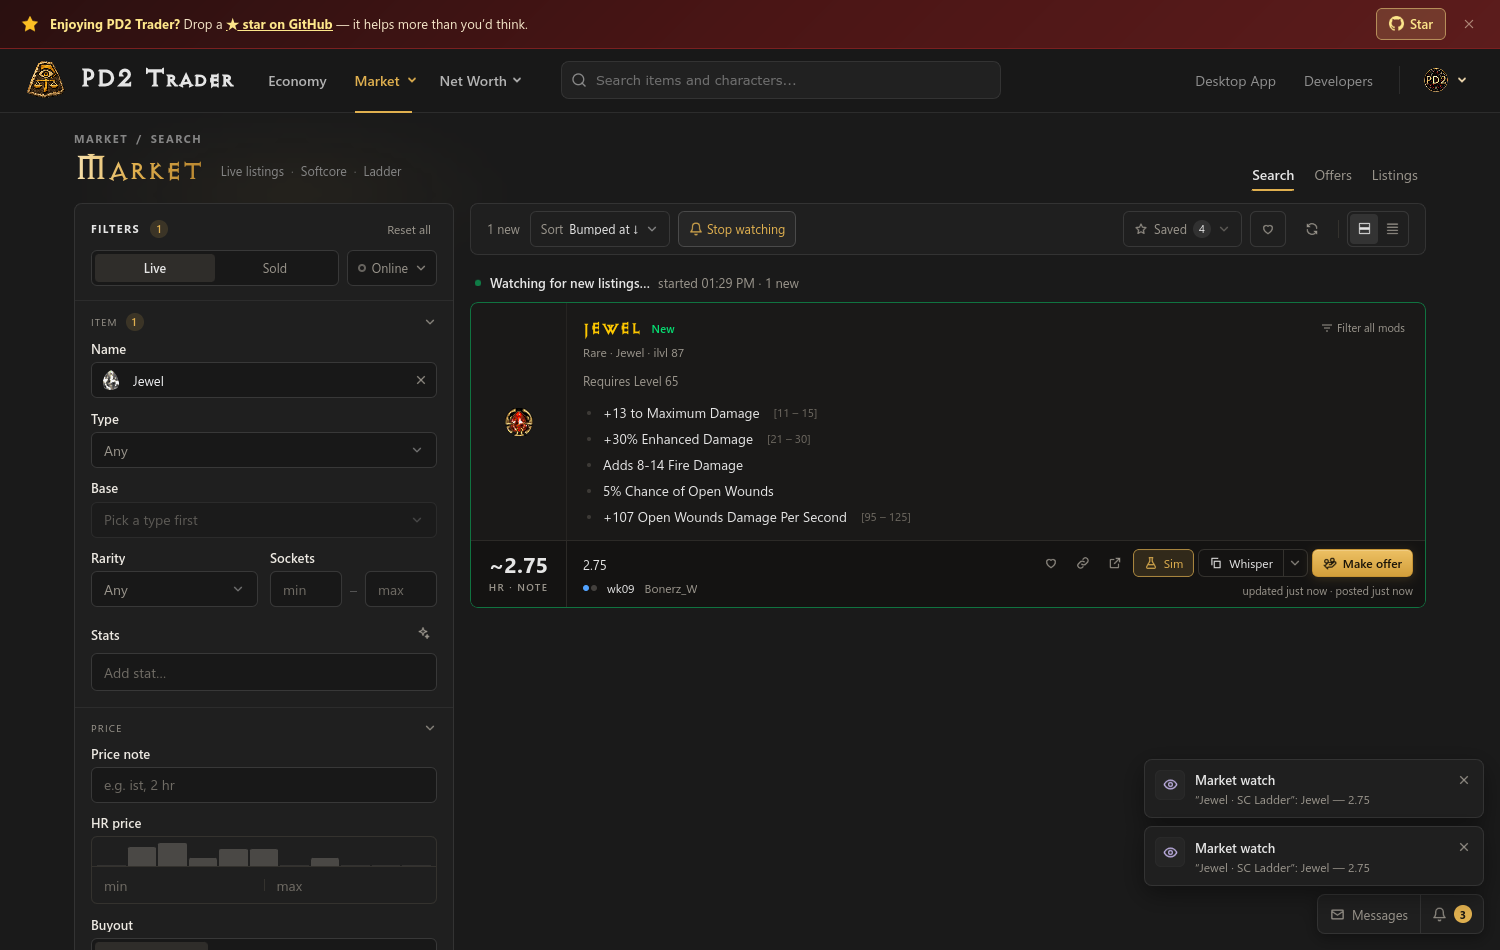 Enjoying PD2 Trader? Drop a ★ star on GitHub — it helps more than you'd think.
Star
PD2 Trader
Economy
Market
Net Worth
Search items and characters...
Desktop App
Developers
PD2
MARKET / SEARCH
Market
Live listings · Softcore · Ladder
Search
Offers
Listings
FILTERS 1
Reset all
Live
Sold
Online
ITEM 1
Name
Jewel
Type
Any
Base
Pick a type first
Rarity
Sockets
Any
min – max
Stats
Add stat...
PRICE
Price note
e.g. ist, 2 hr
HR price
min
max
Buyout
1 new
Sort Bumped at ↓
Stop watching
Saved 4
Watching for new listings... started 01:29 PM · 1 new
JEWEL New
Filter all mods
Rare · Jewel · ilvl 87
Requires Level 65
+13 to Maximum Damage [11 – 15]
+30% Enhanced Damage [21 – 30]
Adds 8-14 Fire Damage
5% Chance of Open Wounds
+107 Open Wounds Damage Per Second [95 – 125]
~2.75
HR · NOTE
2.75
wk09 Bonerz_W
Sim
Whisper
Make offer
updated just now · posted just now
Market watch
"Jewel · SC Ladder": Jewel — 2.75
Market watch
"Jewel · SC Ladder": Jewel — 2.75
Messages
3